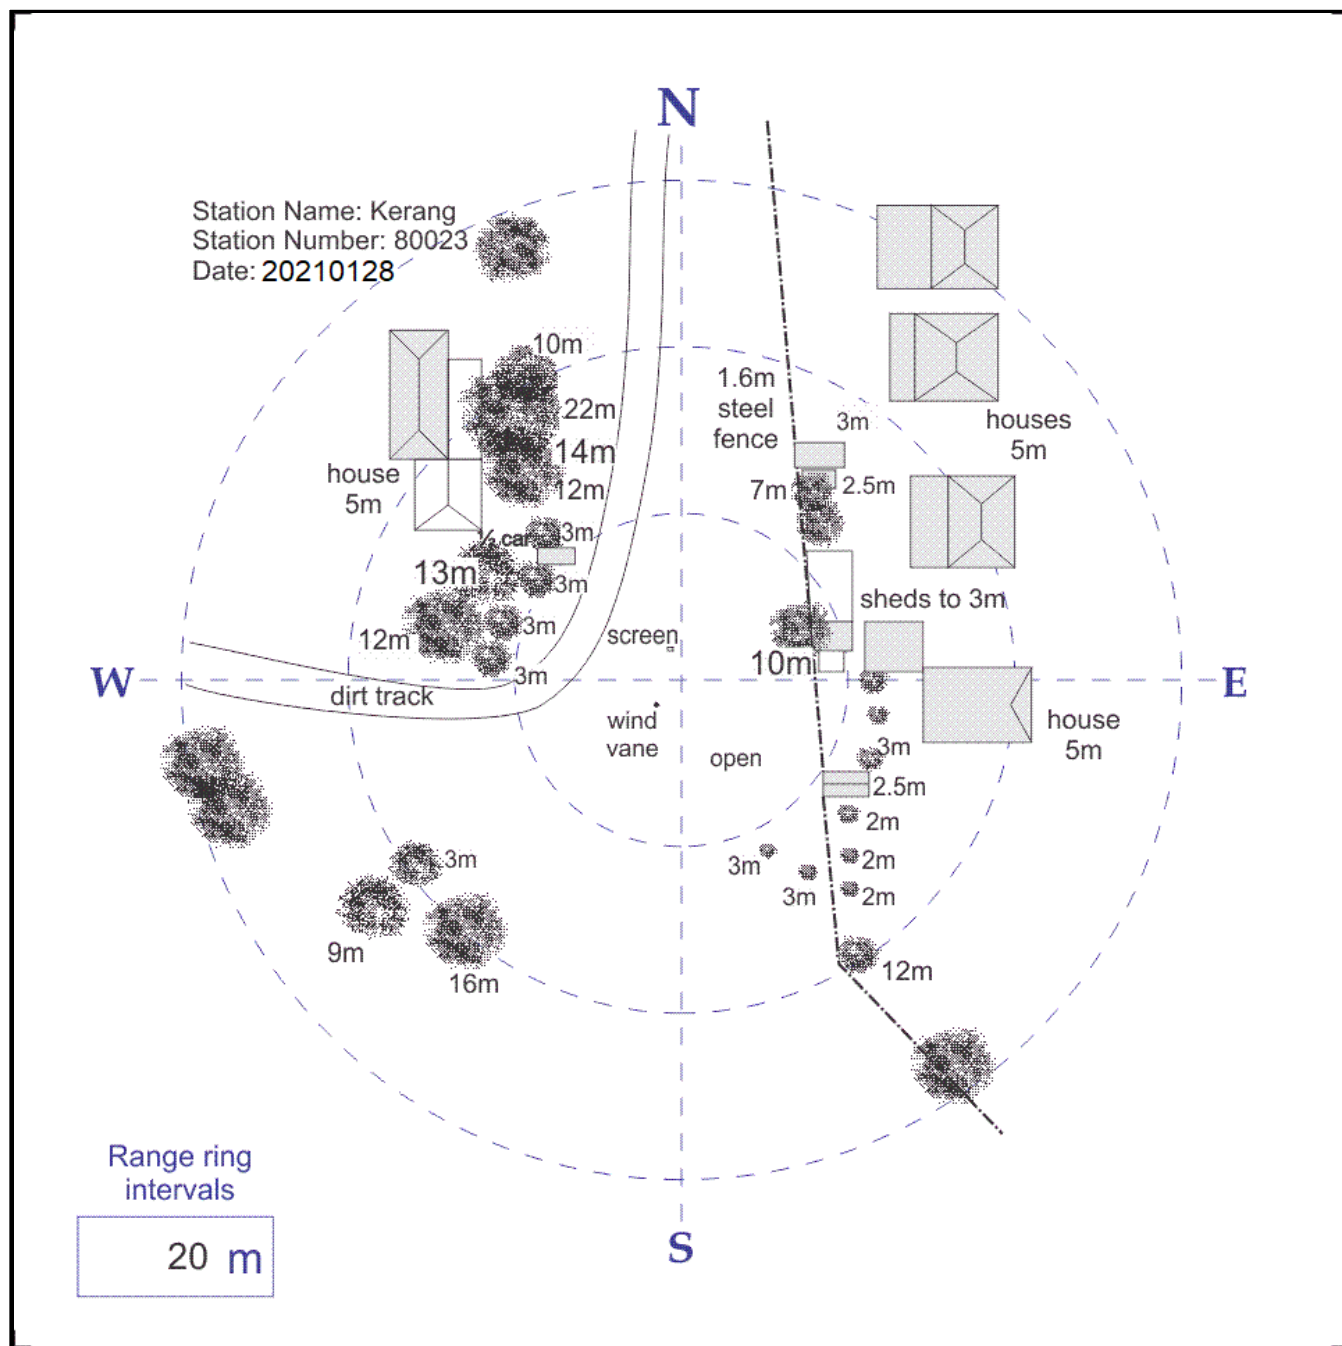 N
Station Name: Kerang
Station Number: 80023
Date: 20210128
10m
22m
14m
12m
house
5m
½ car
3m
13m
3m
12m
3m
3m
1.6m
steel
fence
3m
7m
2.5m
houses
5m
sheds to 3m
10m
screen
W
E
dirt track
wind
vane
open
3m
house
5m
2.5m
2m
3m
2m
3m
2m
3m
9m
16m
12m
Range ring
intervals
20 m
S